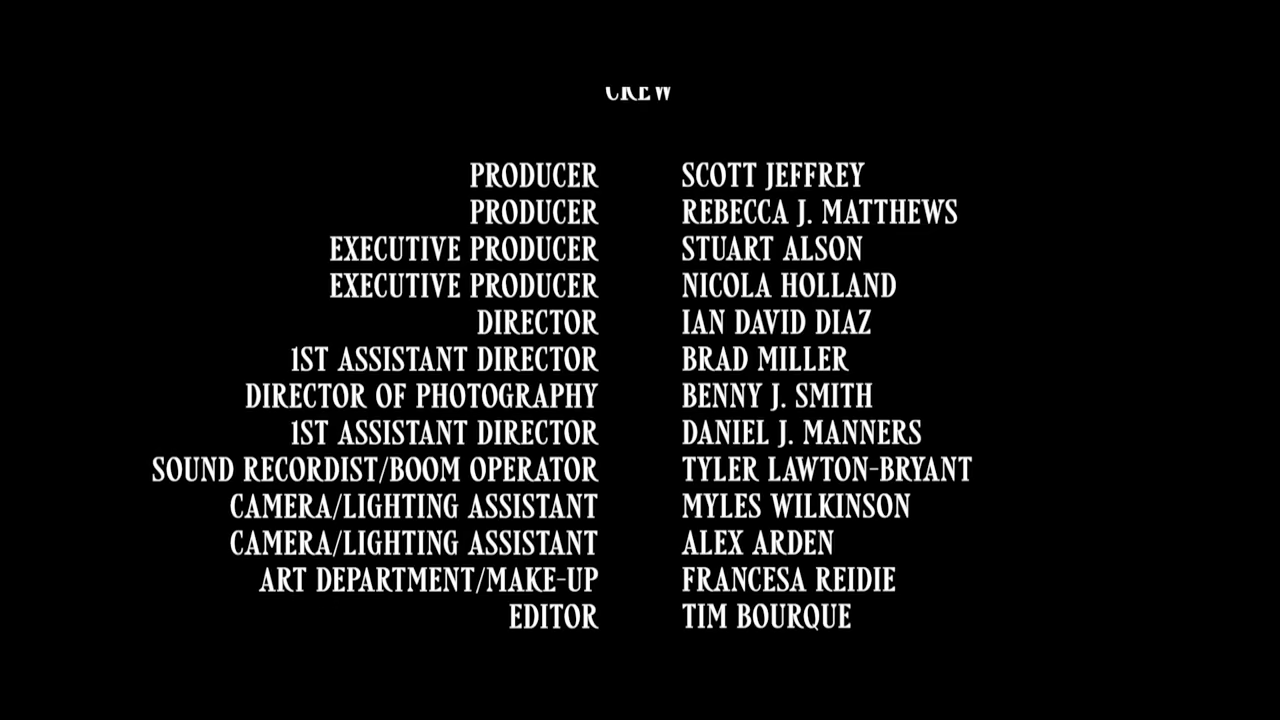 CREW
PRODUCER SCOTT JEFFREY
PRODUCER REBECCA J. MATTHEWS
EXECUTIVE PRODUCER STUART ALSON
EXECUTIVE PRODUCER NICOLA HOLLAND
DIRECTOR IAN DAVID DIAZ
1ST ASSISTANT DIRECTOR BRAD MILLER
DIRECTOR OF PHOTOGRAPHY BENNY J. SMITH
1ST ASSISTANT DIRECTOR DANIEL J. MANNERS
SOUND RECORDIST/BOOM OPERATOR TYLER LAWTON-BRYANT
CAMERA/LIGHTING ASSISTANT MYLES WILKINSON
CAMERA/LIGHTING ASSISTANT ALEX ARDEN
ART DEPARTMENT/MAKE-UP FRANCESA REIDIE
EDITOR TIM BOURQUE